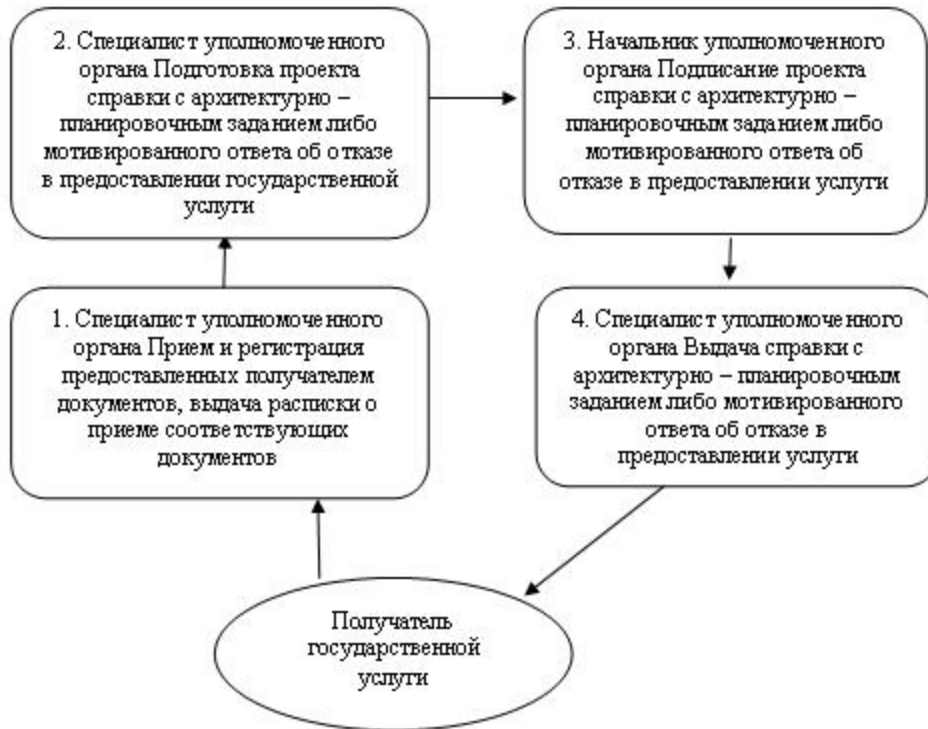 2. Специалист уполномоченного
органа Подготовка проекта
справки с архитектурно –
планировочным заданием либо
мотивированного ответа об отказе
в предоставлении государственной
услуги
3. Начальник уполномоченного
органа Подписание проекта
справки с архитектурно –
планировочным заданием либо
мотивированного ответа об
отказе в предоставлении услуги
1. Специалист уполномоченного
органа Прием и регистрация
предоставленных получателем
документов, выдача расписки о
приеме соответствующих
документов
4. Специалист уполномоченного
органа Выдача справки с
архитектурно – планировочным
заданием либо мотивированного
ответа об отказе в
предоставлении услуги
Получатель
государственной
услуги